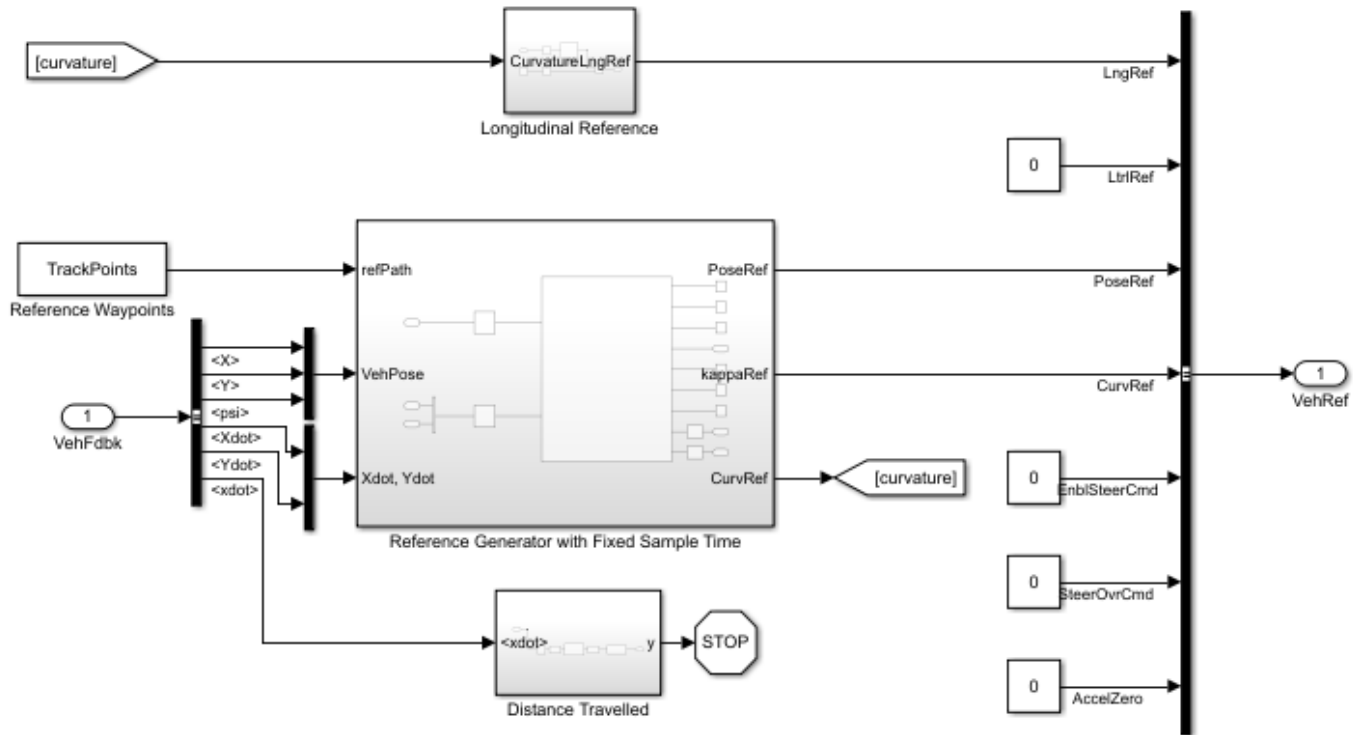 [curvature]
CurvatureLngRef
Longitudinal Reference
LngRef
0
LtrlRef
TrackPoints
Reference Waypoints
refPath
PoseRef
PoseRef
<X>
<Y>
<psi>
<Xdot>
<Ydot>
<xdot>
1
VehFdbk
VehPose
kappaRef
CurvRef
1
VehRef
Xdot, Ydot
CurvRef
[curvature]
Reference Generator with Fixed Sample Time
0
EnblSteerCmd
0
SteerOvrCmd
<xdot>
y
STOP
Distance Travelled
0
AccelZero